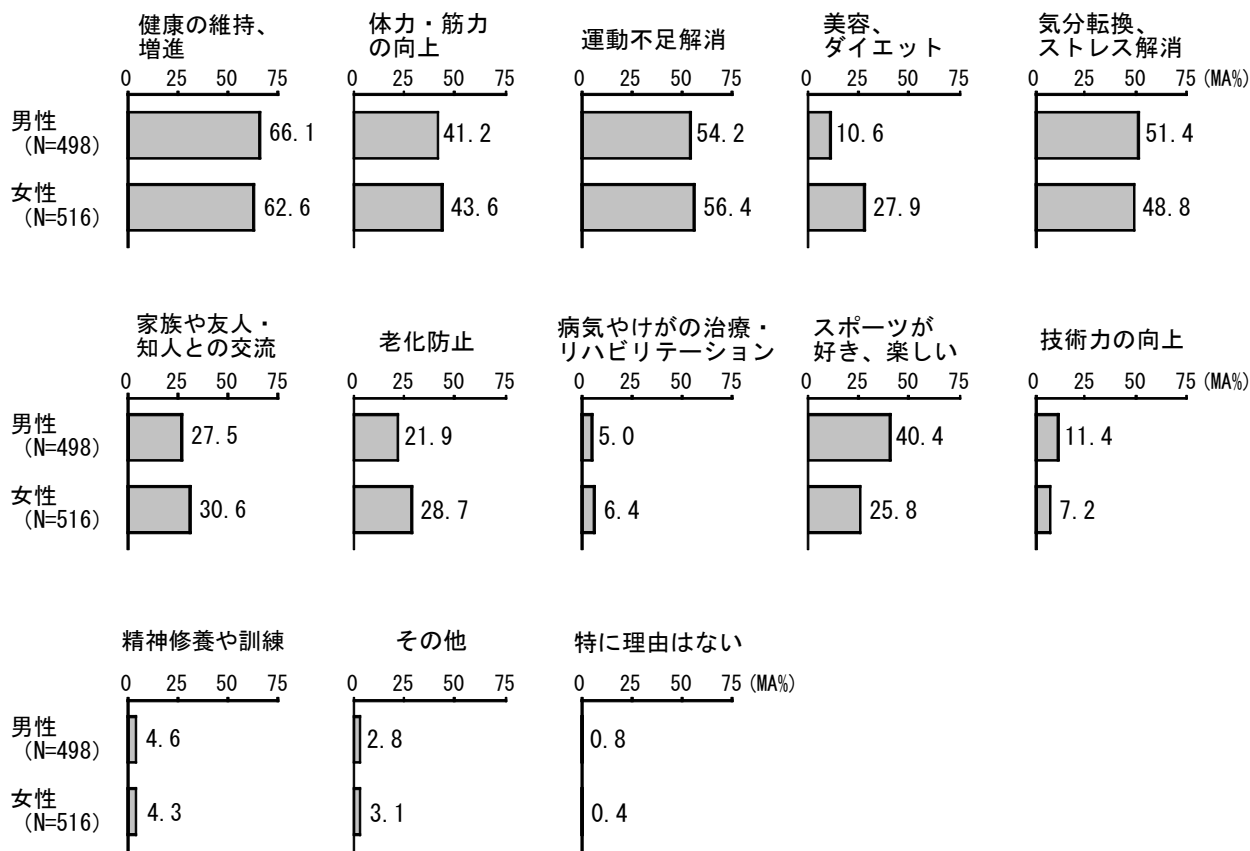 健康の維持、
増進
体力・筋力
の向上
運動不足解消
美容、
ダイエット
気分転換、
ストレス解消
0 25 50 75 0 25 50 75 0 25 50 75 0 25 50 75 0 25 50 75 (MA%)
男性
(N=498) 66.1 41.2 54.2 10.6 51.4
女性
(N=516) 62.6 43.6 56.4 27.9 48.8
家族や友人・
知人との交流
老化防止
病気やけがの治療・
リハビリテーション
スポーツが
好き、楽しい
技術力の向上
0 25 50 75 0 25 50 75 0 25 50 75 0 25 50 75 0 25 50 75 (MA%)
男性
(N=498) 27.5 21.9 5.0 40.4 11.4
女性
(N=516) 30.6 28.7 6.4 25.8 7.2
精神修養や訓練
その他
特に理由はない
0 25 50 75 0 25 50 75 0 25 50 75 (MA%)
男性
(N=498) 4.6 2.8 0.8
女性
(N=516) 4.3 3.1 0.4